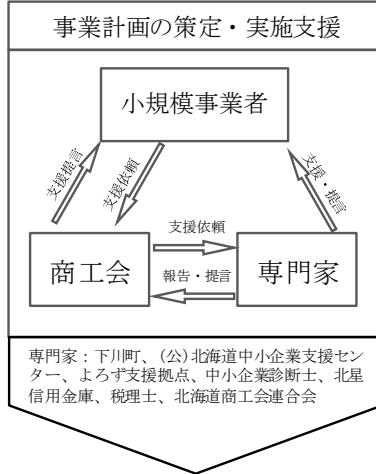 事業計画の策定・実施支援
小規模事業者
支援提言
支援依頼
支援・提言
支援依頼
商工会
専門家
報告・提言
専門家：下川町、（公）北海道中小企業支援セン
ター、よろず支援拠点、中小企業診断士、北星
信用金庫、税理士、北海道商工会連合会